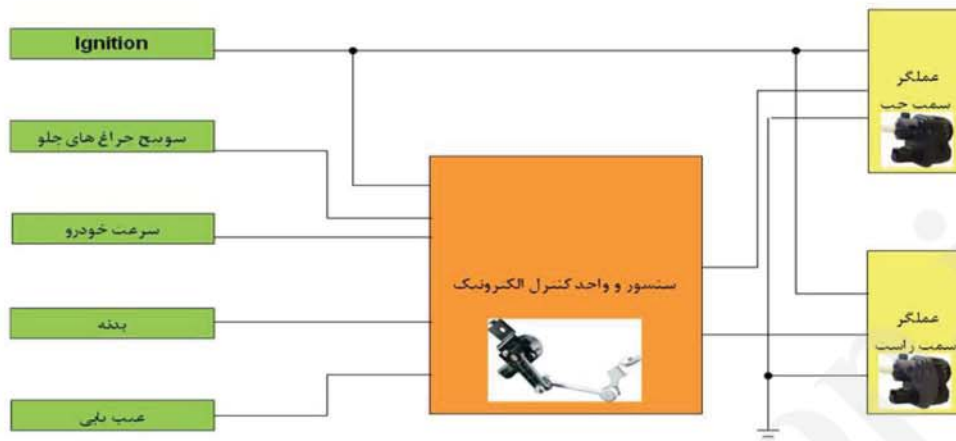 Ignition
سوییچ چراغ های جلو
سرعت خودرو
بدنه
عیب یابی
سنسور و واحد کنترل الکترونیک
عملگر
سمت چپ
عملگر
سمت راست